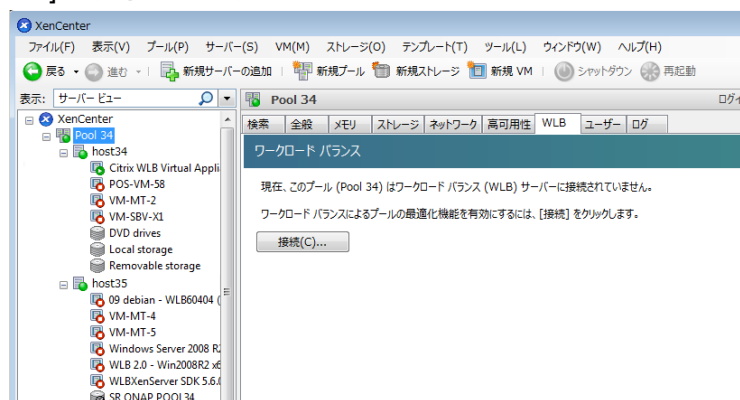 XenCenter
ファイル(F) 表示(V) プール(P) サーバー(S) VM(M) ストレージ(O) テンプレート(T) ツール(L) ウィンドウ(W) ヘルプ(H)
戻る 進む 新規サーバーの追加 新規プール 新規ストレージ 新規 VM シャットダウン 再起動
表示: サーバー ビュー Pool 34
XenCenter
検索 全般 メモリ ストレージ ネットワーク 高可用性 WLB ユーザー ログ
Pool 34
host34
ワークロード バランス
Citrix WLB Virtual Appli
POS-VM-58
現在、このプール (Pool 34) はワークロード バランス (WLB) サーバーに接続されていません。
VM-MT-2
VM-SBV-X1
ワークロード バランスによるプールの最適化機能を有効にするには、[接続] をクリックします。
DVD drives
Local storage
接続(C)...
Removable storage
host35
09 debian - WLB60404 (
VM-MT-4
VM-MT-5
Windows Server 2008 R2
WLB 2.0 - Win2008R2
WLBXenServer SDK 5.6.
SR ONAP POOL34